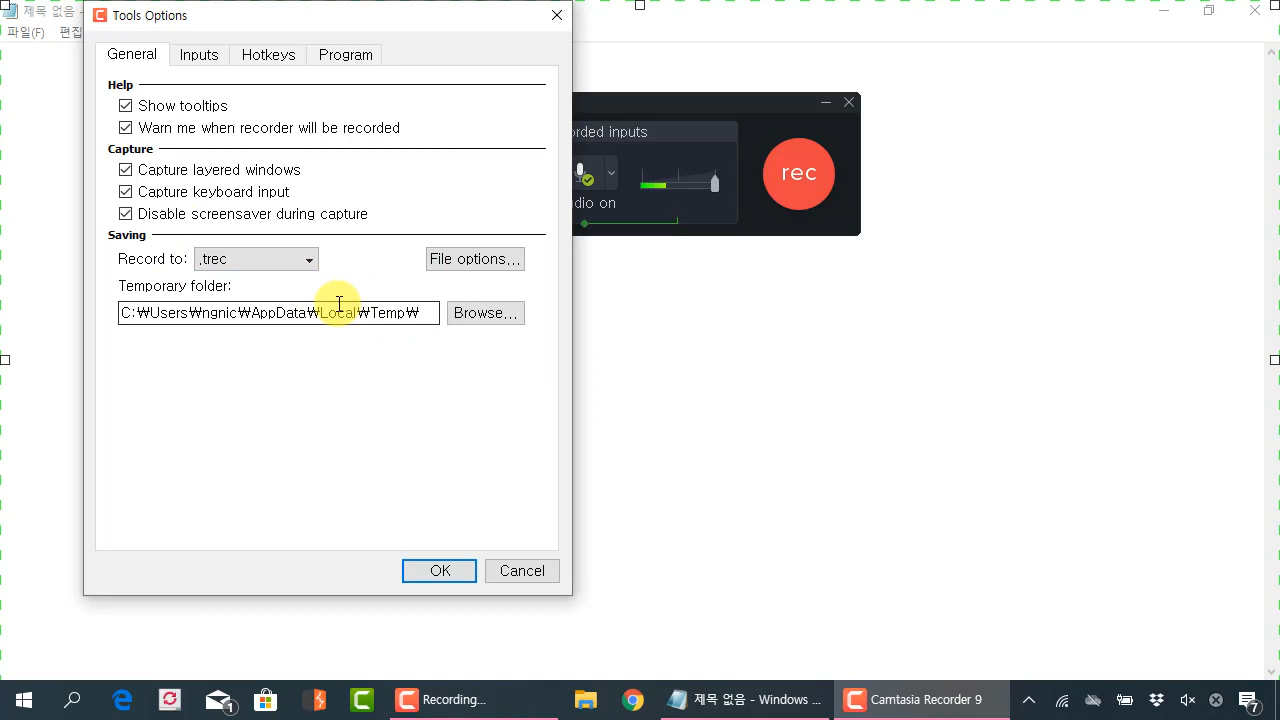 제목 없음 -
파일(F) 편집
Tools Options
General Inputs Hotkeys Program
Help
Show tooltips
Warn me when recorder will be recorded
Capture
Capture layered windows
Capture keyboard input
Disable screensaver during capture
Saving
Record to: .trec File options...
Temporary folder:
C:₩Users₩ngnic₩AppData₩Local₩Temp₩ Browse...
OK Cancel
orded inputs
rec
dio on
1 Recording... 제목 없음 - Windows ... Camtasia Recorder 9 7